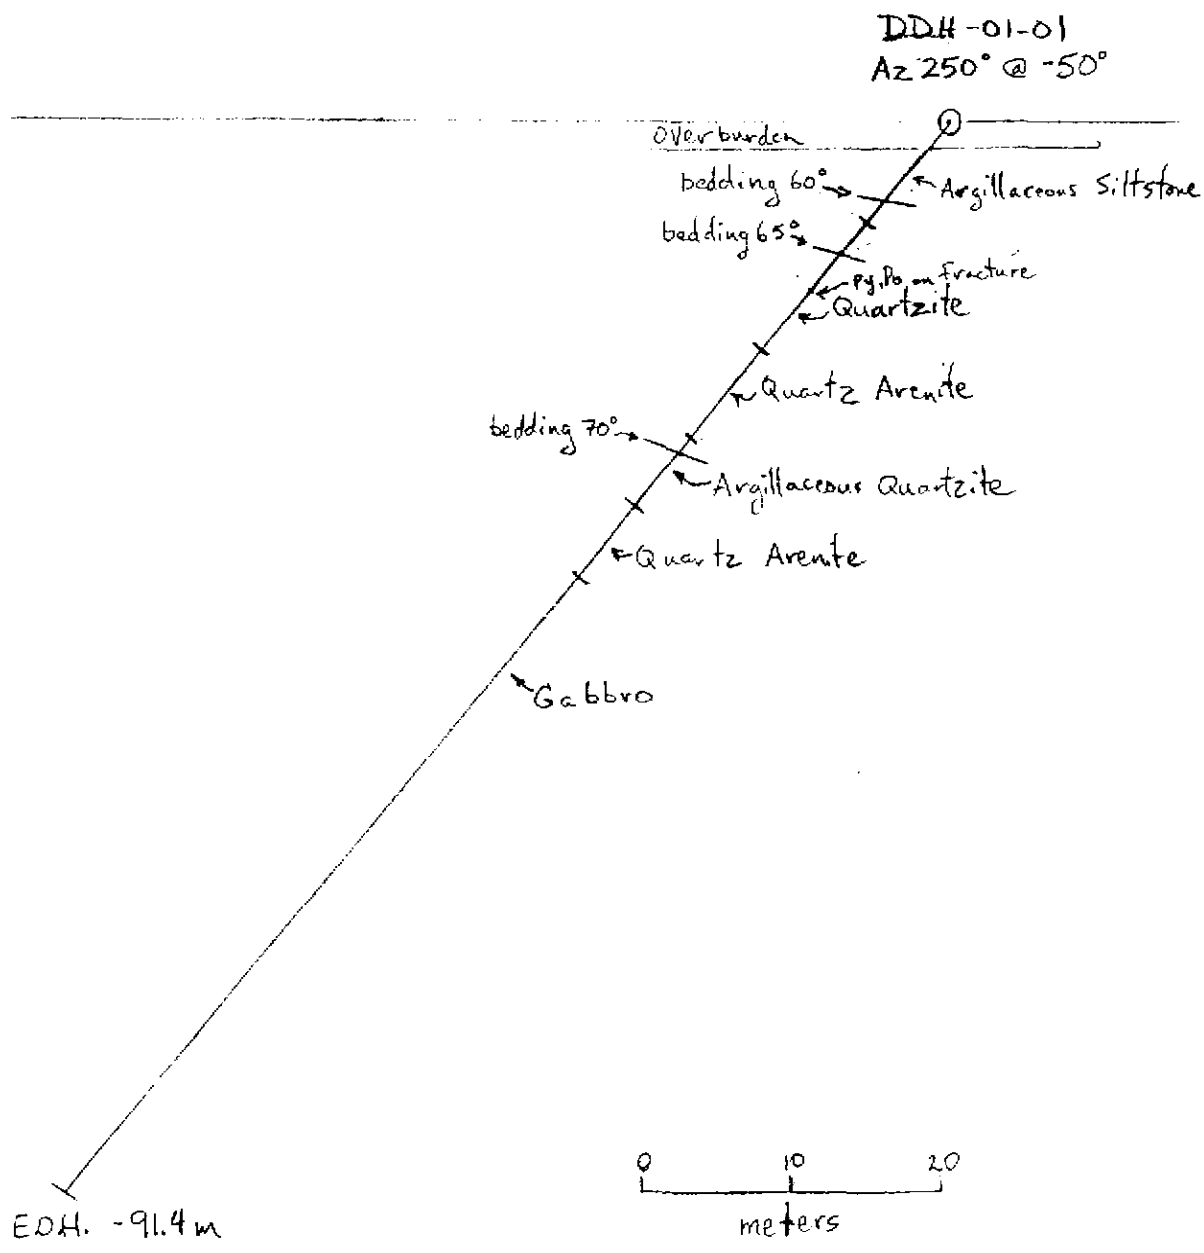 DDH-01-01
Az 250° @ -50°
Overburden
bedding 60°
Argillaceous Siltstone
bedding 65°
Py, Po on fracture
Quartzite
Quartz Arenite
bedding 70°
Argillaceous Quartzite
Quartz Arenite
Gabbro
0 10 20
meters
EDH. -91.4 m